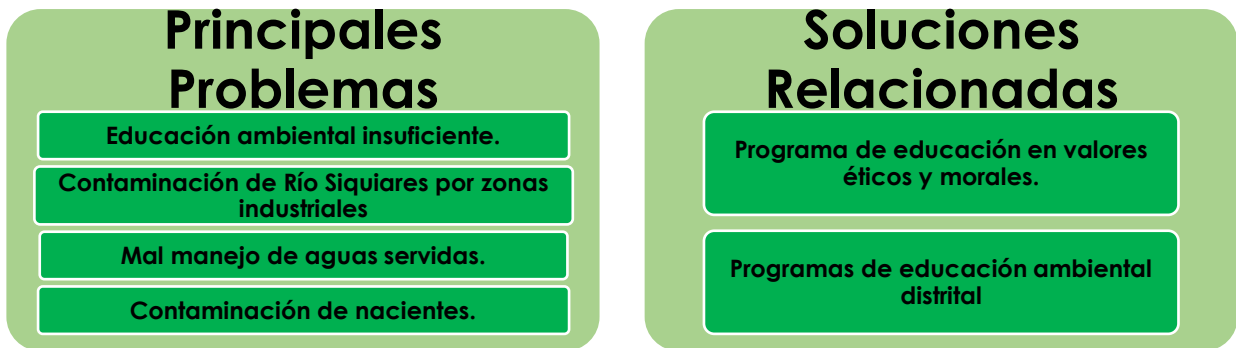 Principales
Problemas
Educación ambiental insuficiente.
Contaminación de Río Siquiares por zonas
industriales
Mal manejo de aguas servidas.
Contaminación de nacientes.
Soluciones
Relacionadas
Programa de educación en valores
éticos y morales.
Programas de educación ambiental
distrital